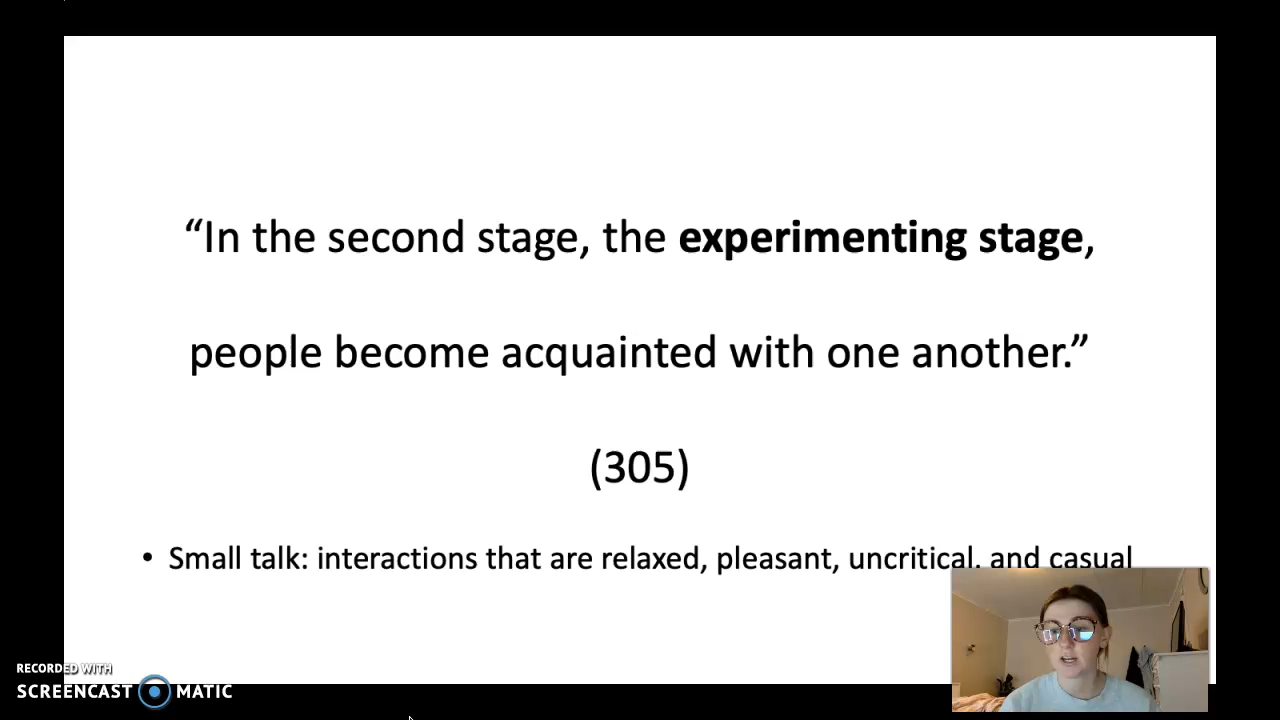 “In the second stage, the experimenting stage,
people become acquainted with one another.”
(305)
• Small talk: interactions that are relaxed, pleasant, uncritical, and casual
RECORDED WITH
SCREENCAST MATIC